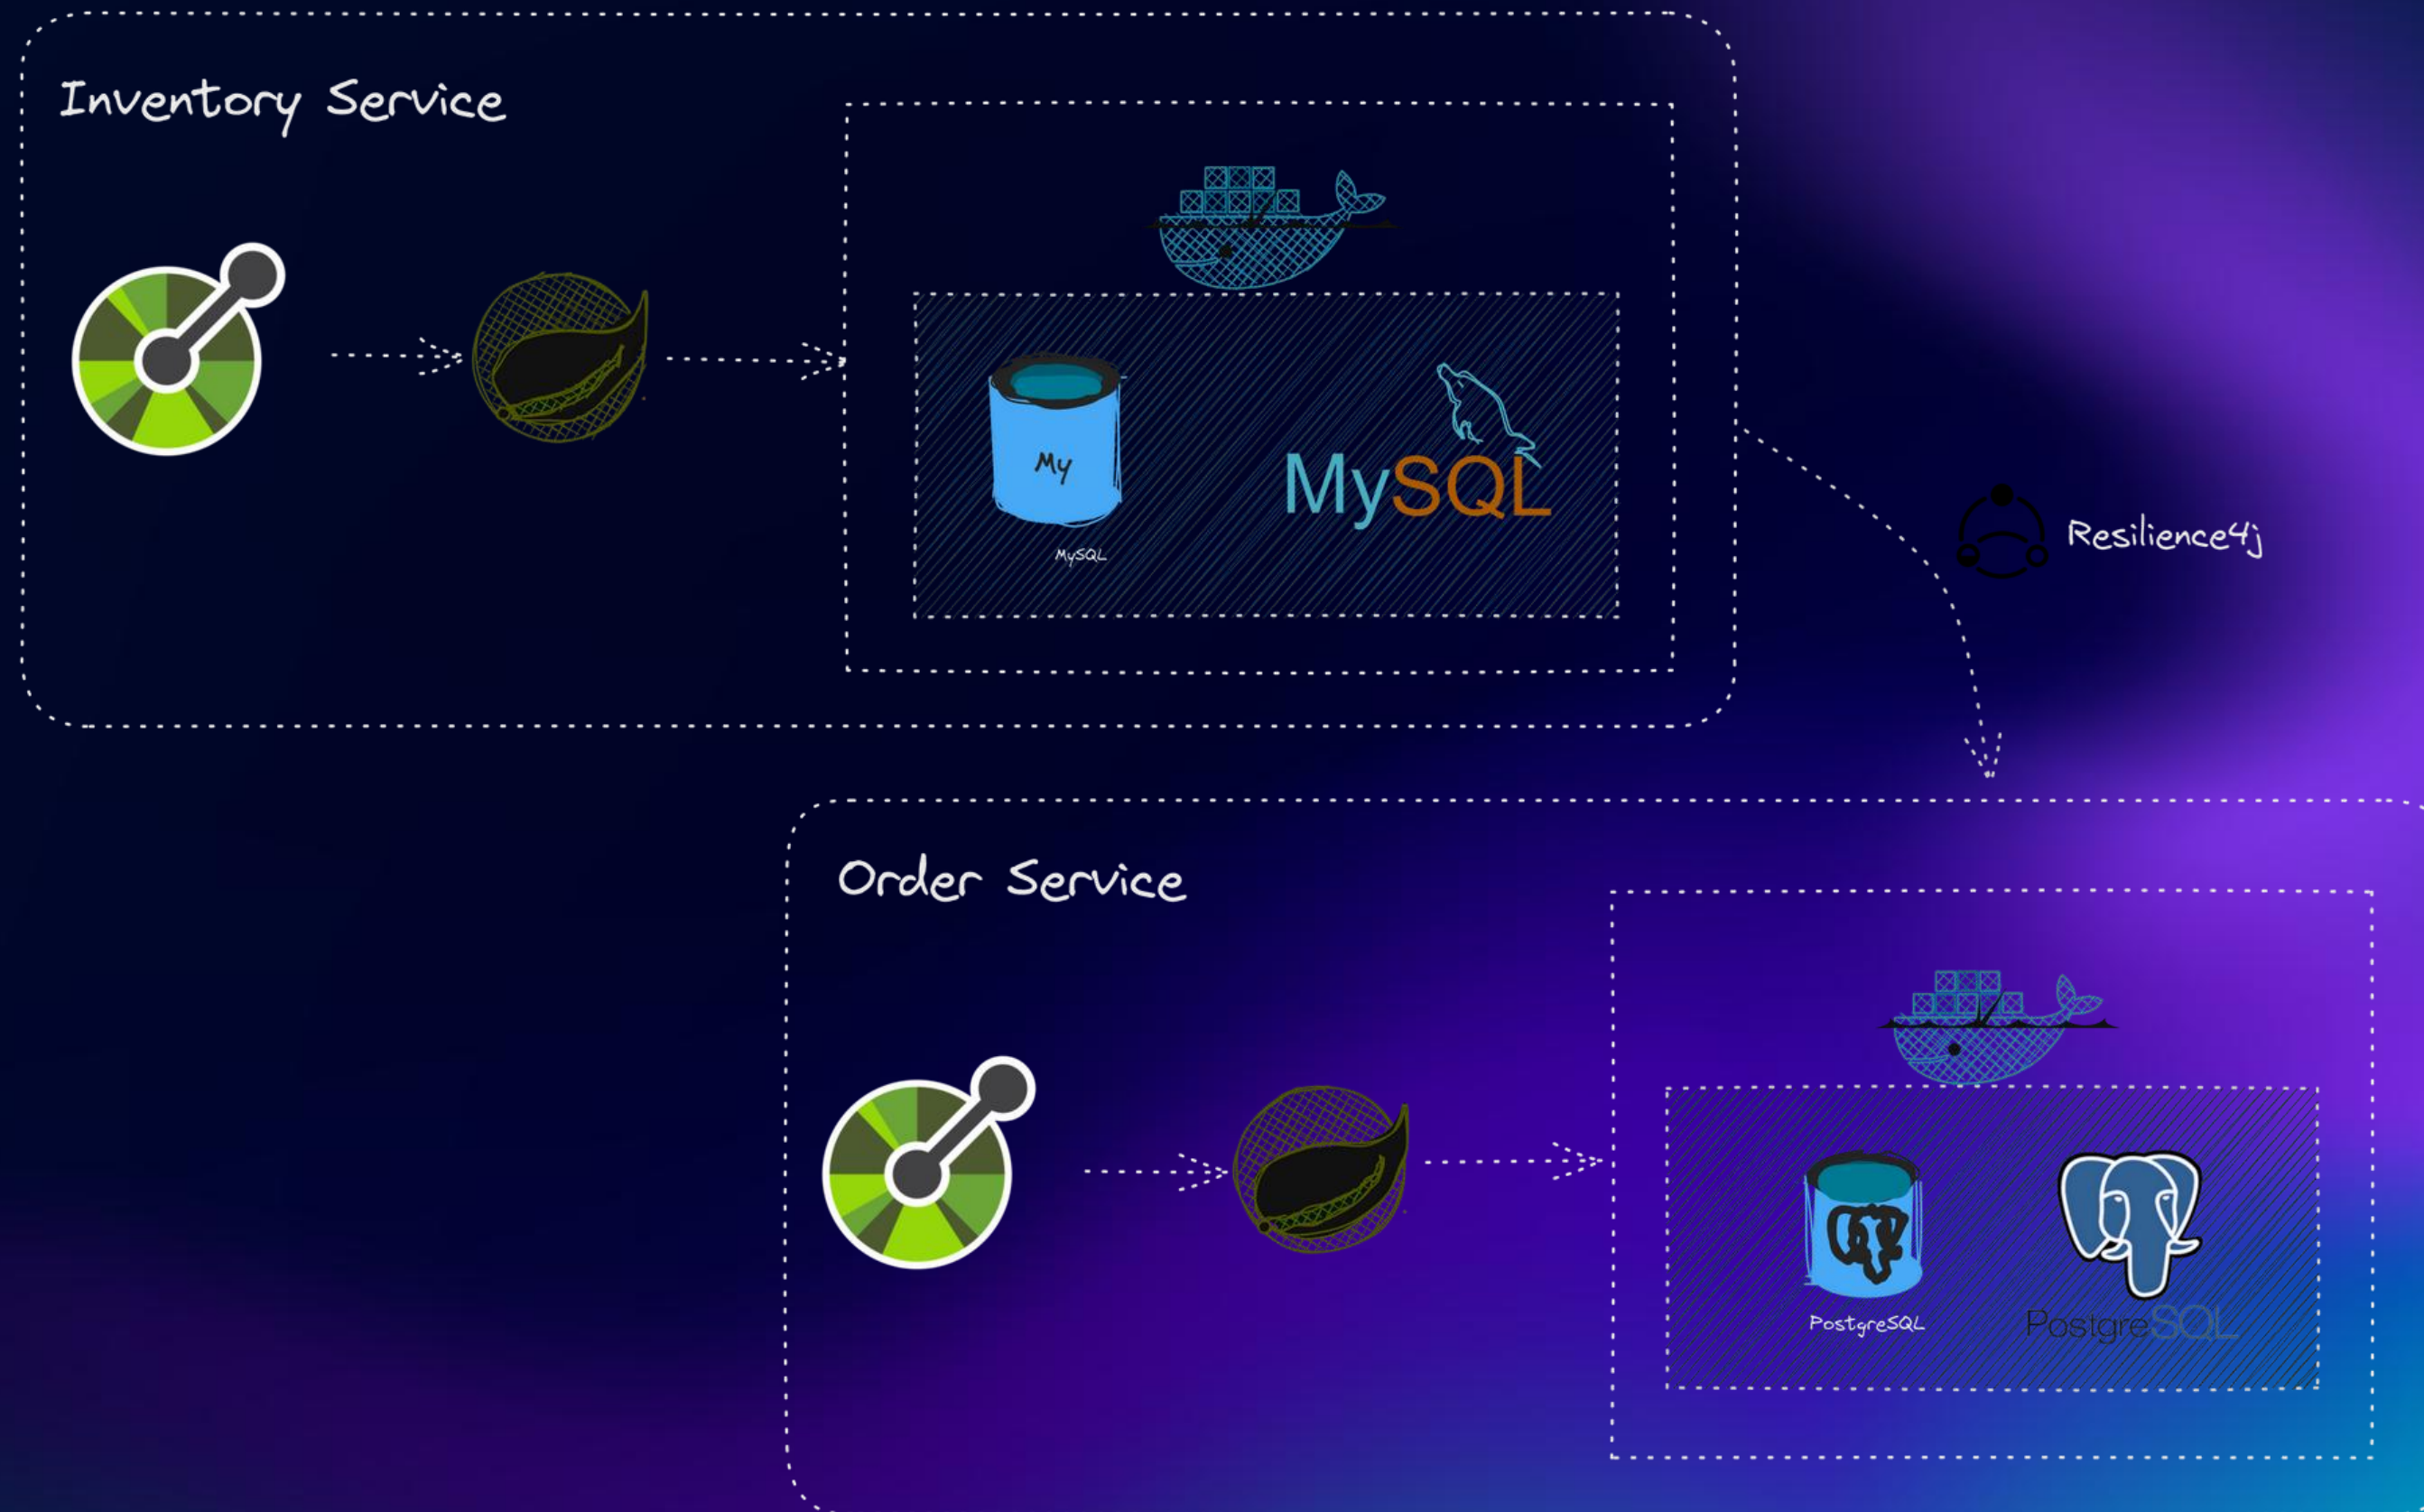 Inventory Service
My
MySQL
MySQL
Resilience4j
Order Service
PostgreSQL
PostgreSQL